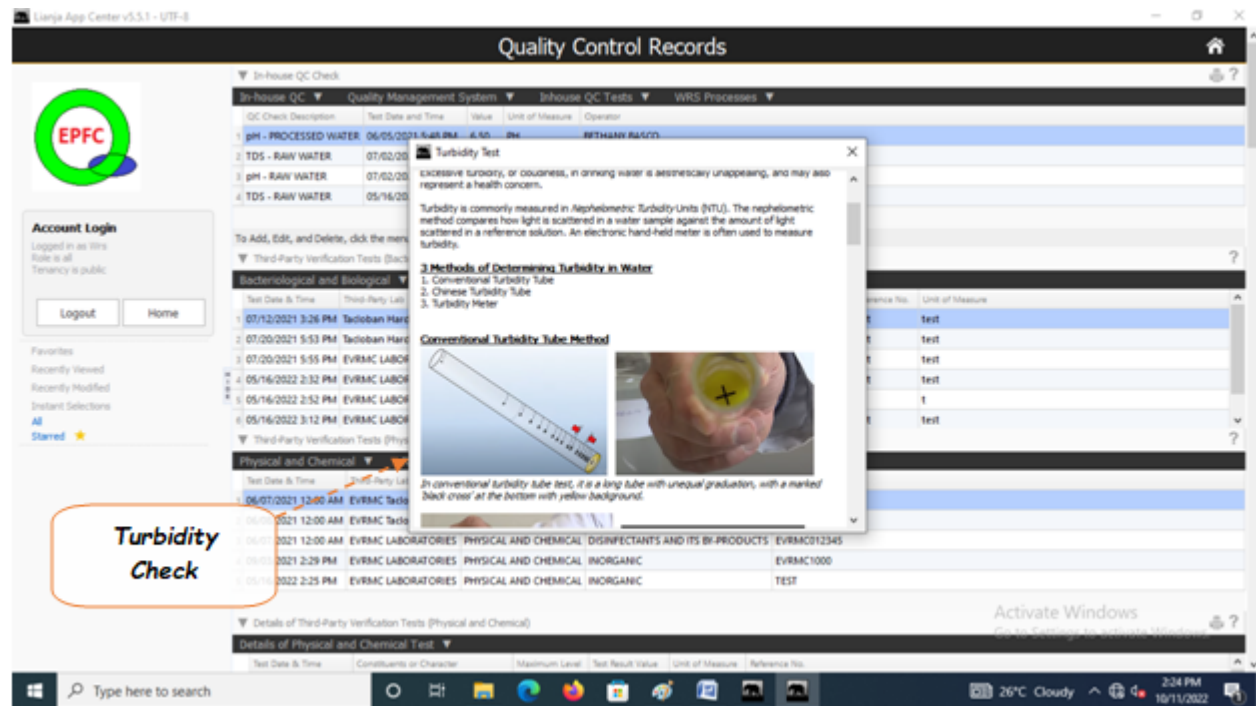 Lianja App Center v5.5.1 - UTF-8
Quality Control Records
EPFC
Account Login
Logged in as Wrs
Role is all
Tenancy is public
Logout Home
Favorites
Recently Viewed
Recently Modified
Instant Selections
All
Starred
In-house QC Check
In-house QC Quality Management System Inhouse QC Tests WRS Processes
QC Check Description Test Date and Time Value Unit of Measure Operator
1 pH - PROCESSED WATER 06/05/2021 5:48 PM 6.50 PH BETHANY BASCO
2 TDS - RAW WATER 07/02/20
3 pH - RAW WATER 07/02/20
4 TDS - RAW WATER 05/16/20
To Add, Edit, and Delete, click the men
Third-Party Verification Tests (Bact
Bacteriological and Biological
Test Date & Time Third-Party Lab erence No. Unit of Measure
1 07/12/2021 3:26 PM Tacloban Hard t test
2 07/20/2021 5:53 PM Tacloban Hard t test
3 07/20/2021 5:55 PM EVRMC LABOR t test
4 05/16/2022 2:32 PM EVRMC LABOR t test
5 05/16/2022 2:52 PM EVRMC LABOR t t
6 05/16/2022 3:12 PM EVRMC LABOR t test
Third-Party Verification Tests (Phys
Physical and Chemical
Test Date & Time Third-Party La
1 06/07/2021 12:00 AM EVRMC Taclo
2021 12:00 AM EVRMC Taclo
2021 12:00 AM EVRMC LABORATORIES PHYSICAL AND CHEMICAL DISINFECTANTS AND ITS BY-PRODUCTS EVRMC012345
2021 2:29 PM EVRMC LABORATORIES PHYSICAL AND CHEMICAL INORGANIC EVRMC1000
2022 2:25 PM EVRMC LABORATORIES PHYSICAL AND CHEMICAL INORGANIC TEST
Details of Third-Party Verification Tests (Physical and Chemical)
Details of Physical and Chemical Test
Test Date & Time Constituents or Character Maximum Level Test Result Value Unit of Measure Reference No.
Turbidity Test
Excessive turbidity, or cloudiness, in drinking water is aesthetically unappealing, and may also
represent a health concern.
Turbidity is commonly measured in Nephelometric Turbidity Units (NTU). The nephelometric
method compares how light is scattered in a water sample against the amount of light
scattered in a reference solution. An electronic hand-held meter is often used to measure
turbidity.
3 Methods of Determining Turbidity in Water
1. Conventional Turbidity Tube
2. Chinese Turbidity Tube
3. Turbidity Meter
Conventional Turbidity Tube Method
In conventional turbidity tube test, it is a long tube with unequal graduation, with a marked
'black cross' at the bottom with yellow background.
Turbidity
Check
Activate Windows
Go to Settings to activate Windows.
Type here to search
26°C Cloudy
2:24 PM
10/11/2022